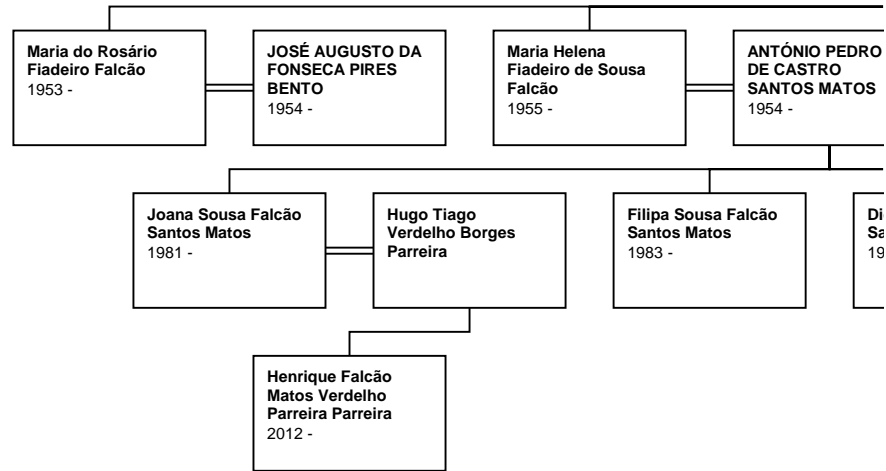 Maria do Rosário
Fiadeiro Falcão
1953 -
JOSÉ AUGUSTO DA
FONSECA PIRES
BENTO
1954 -
Maria Helena
Fiadeiro de Sousa
Falcão
1955 -
ANTÓNIO PEDRO
DE CASTRO
SANTOS MATOS
1954 -
Joana Sousa Falcão
Santos Matos
1981 -
Hugo Tiago
Verdelho Borges
Parreira
Filipa Sousa Falcão
Santos Matos
1983 -
Henrique Falcão
Matos Verdelho
Parreira Parreira
2012 -